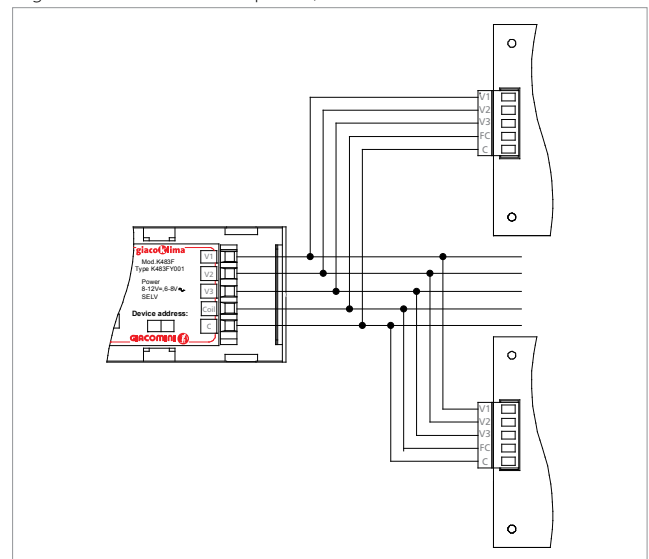 V1
V2
V3
FC
C
giacoklima
Mod.K483F
Type K483FY001
Power
8-12V=,6-8V~
SELV
Device address:
GIACOMINI
V1
V2
V3
Coil
C
V1
V2
V3
FC
C